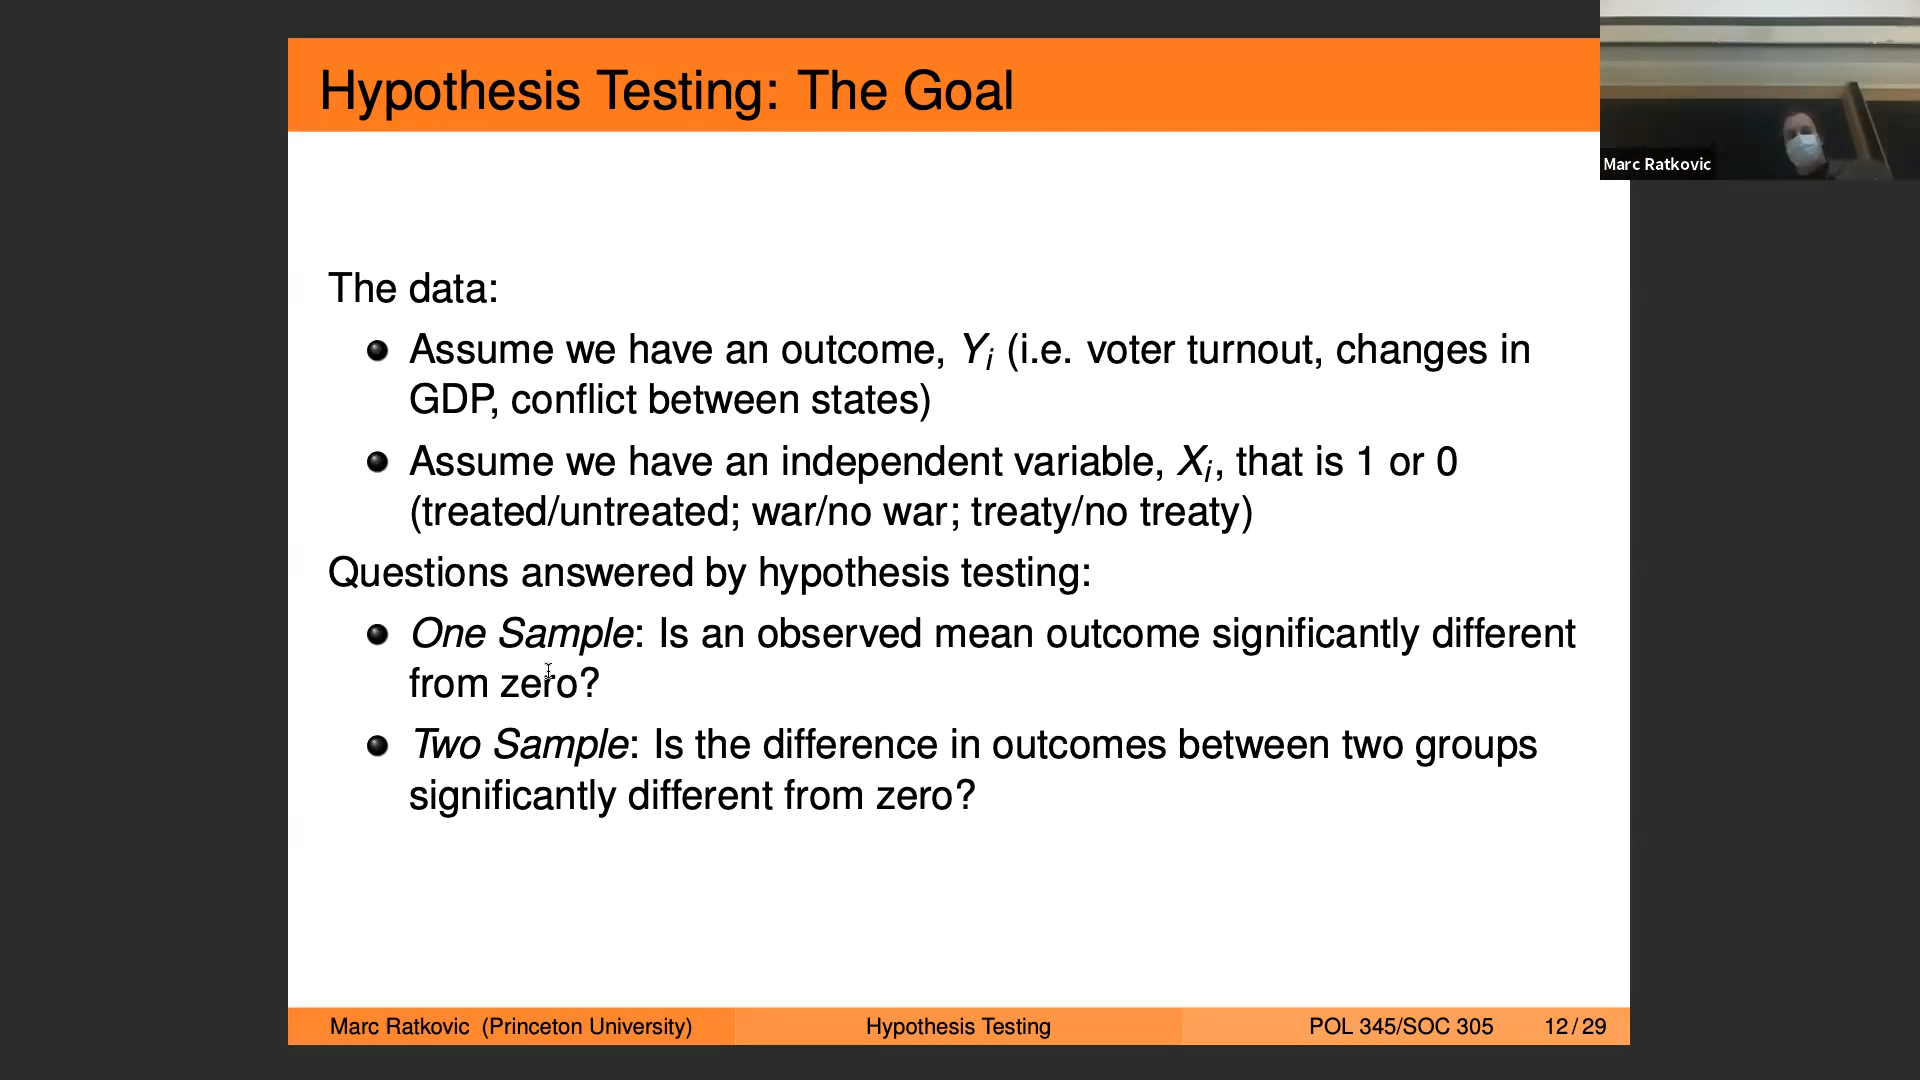 Hypothesis Testing: The Goal
Marc Ratkovic
The data:
Assume we have an outcome, Yᵢ (i.e. voter turnout, changes in
GDP, conflict between states)
Assume we have an independent variable, Xᵢ, that is 1 or 0
(treated/untreated; war/no war; treaty/no treaty)
Questions answered by hypothesis testing:
One Sample: Is an observed mean outcome significantly different
from zero?
Two Sample: Is the difference in outcomes between two groups
significantly different from zero?
Marc Ratkovic (Princeton University) Hypothesis Testing POL 345/SOC 305 12 / 29